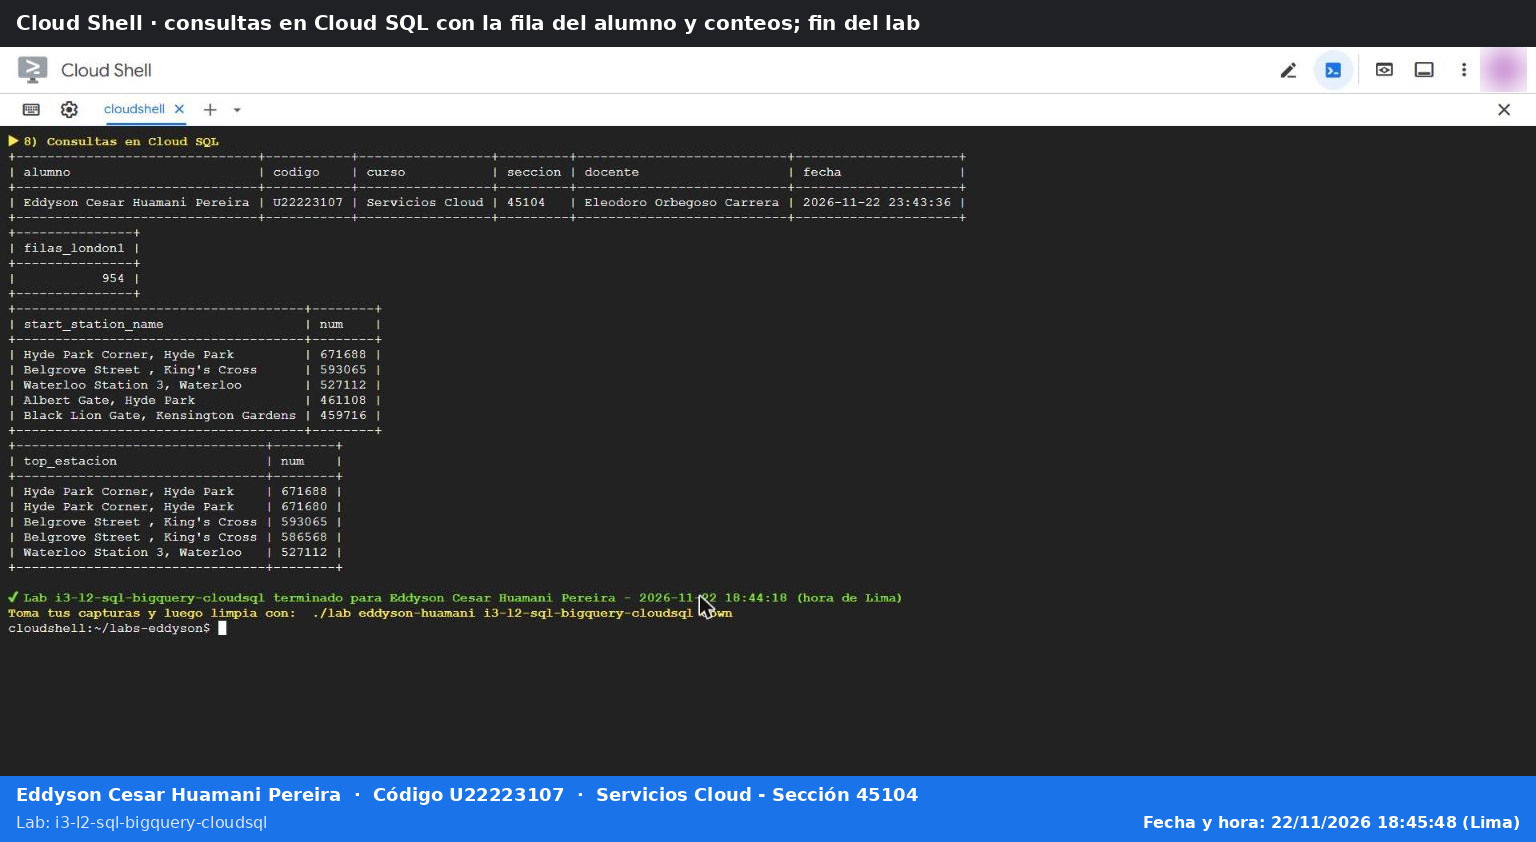 Cloud Shell · consultas en Cloud SQL con la fila del alumno y conteos; fin del lab
Cloud Shell
cloudshell
8) Consultas en Cloud SQL
| alumno | codigo | curso | seccion | docente | fecha |
| Eddyson Cesar Huamani Pereira | U22223107 | Servicios Cloud | 45104 | Eleodoro Orbegoso Carrera | 2026-11-22 23:43:36 |
| filas_london1 |
| 954 |
| start_station_name | num |
| Hyde Park Corner, Hyde Park | 671688 |
| Belgrove Street , King's Cross | 593065 |
| Waterloo Station 3, Waterloo | 527112 |
| Albert Gate, Hyde Park | 461108 |
| Black Lion Gate, Kensington Gardens | 459716 |
| top_estacion | num |
| Hyde Park Corner, Hyde Park | 671688 |
| Hyde Park Corner, Hyde Park | 671680 |
| Belgrove Street , King's Cross | 593065 |
| Belgrove Street , King's Cross | 586568 |
| Waterloo Station 3, Waterloo | 527112 |
✔ Lab i3-l2-sql-bigquery-cloudsql terminado para Eddyson Cesar Huamani Pereira - 2026-11-22 18:44:18 (hora de Lima)
Toma tus capturas y luego limpia con: ./lab eddyson-huamani i3-l2-sql-bigquery-cloudsql
cloudshell:~/labs-eddyson$
Eddyson Cesar Huamani Pereira · Código U22223107 · Servicios Cloud - Sección 45104
Lab: i3-l2-sql-bigquery-cloudsql
Fecha y hora: 22/11/2026 18:45:48 (Lima)